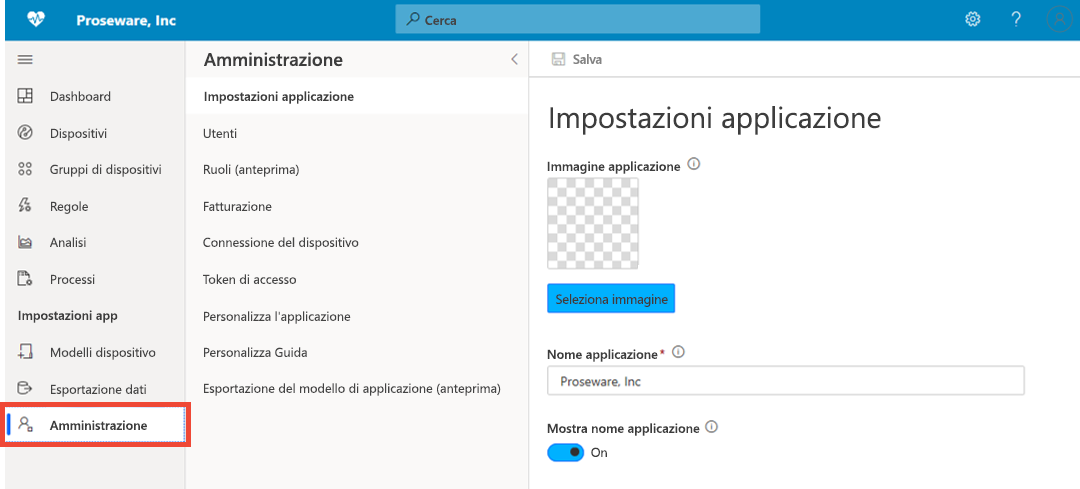 Proseware, Inc
Cerca
?
Dashboard
Dispositivi
Gruppi di dispositivi
Regole
Analisi
Processi
Impostazioni app
Modelli dispositivo
Esportazione dati
Amministrazione
Amministrazione
Impostazioni applicazione
Utenti
Ruoli (anteprima)
Fatturazione
Connessione del dispositivo
Token di accesso
Personalizza l'applicazione
Personalizza Guida
Esportazione del modello di applicazione (anteprima)
Salva
Impostazioni applicazione
Immagine applicazione
Seleziona immagine
Nome applicazione*
Proseware, Inc
Mostra nome applicazione
On